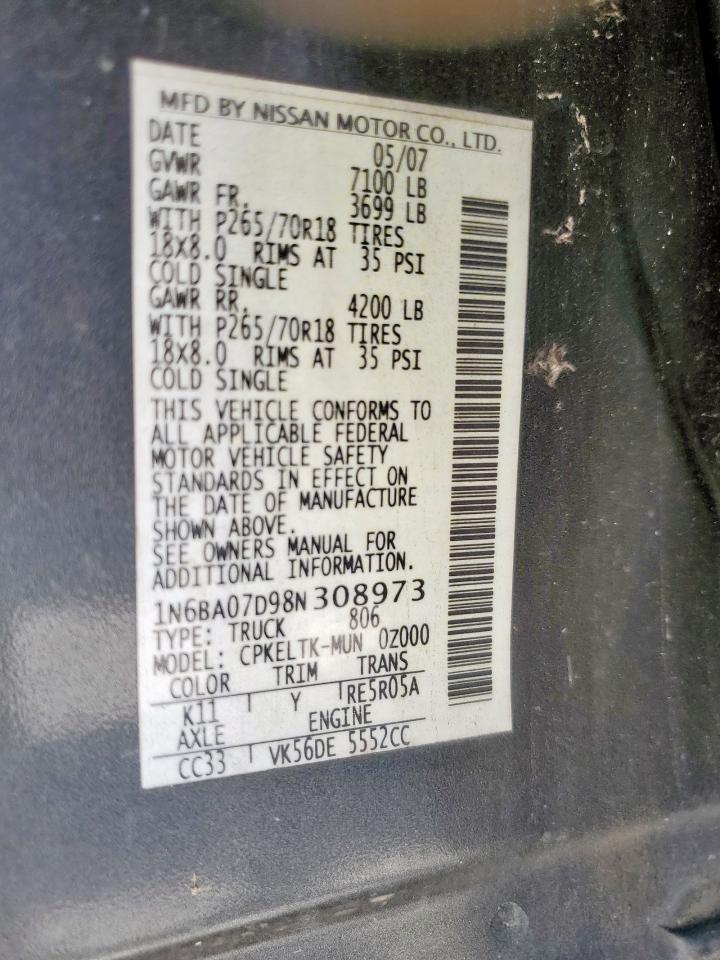 MFD BY NISSAN MOTOR CO., LTD.
DATE 05/07
GVWR 7100 LB
GAWR FR. 3699 LB
WITH P265/70R18 TIRES
18X8.0 RIMS AT 35 PSI
COLD SINGLE
GAWR RR. 4200 LB
WITH P265/70R18 TIRES
18X8.0 RIMS AT 35 PSI
COLD SINGLE
THIS VEHICLE CONFORMS TO
ALL APPLICABLE FEDERAL
MOTOR VEHICLE SAFETY
STANDARDS IN EFFECT ON
THE DATE OF MANUFACTURE
SHOWN ABOVE.
SEE OWNERS MANUAL FOR
ADDITIONAL INFORMATION.
1N6BA07D98N308973
TYPE: TRUCK 806
MODEL: CPKELTK-MUN 0Z000
COLOR TRIM TRANS
K11 Y RE5R05A
AXLE ENGINE
CC33 VK56DE 5552CC